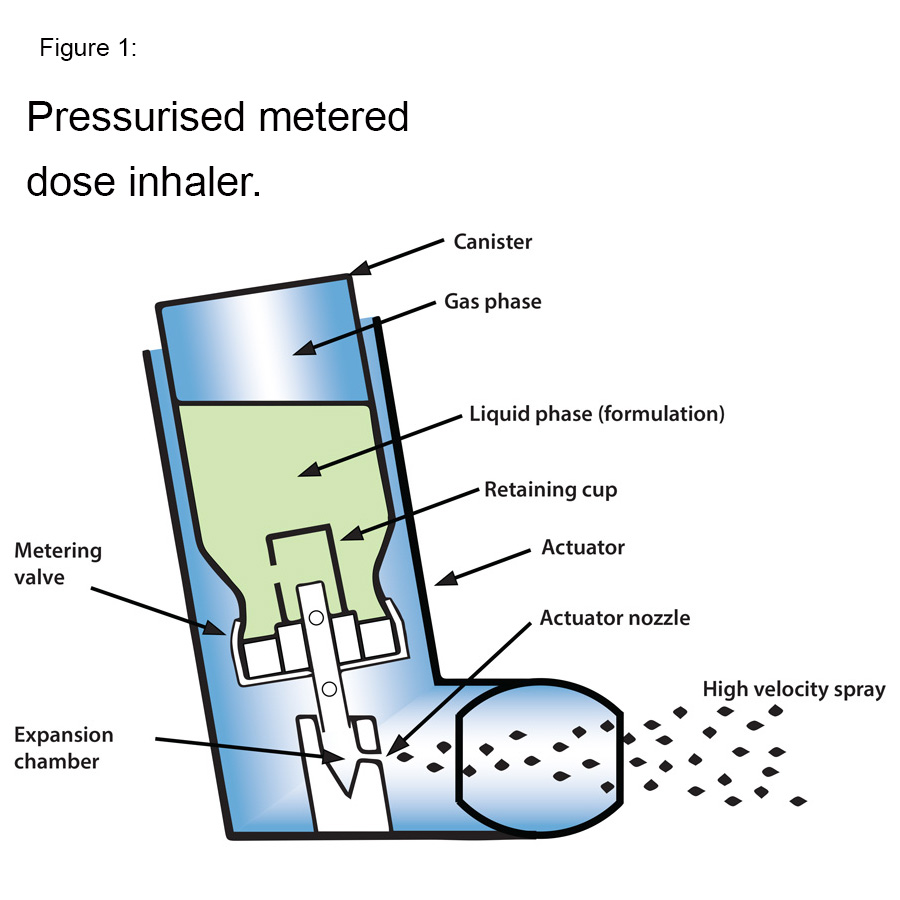 Figure 1:
Pressurised metered
dose inhaler.
Canister
Gas phase
Liquid phase (formulation)
Retaining cup
Actuator
Metering
valve
Actuator nozzle
High velocity spray
Expansion
chamber